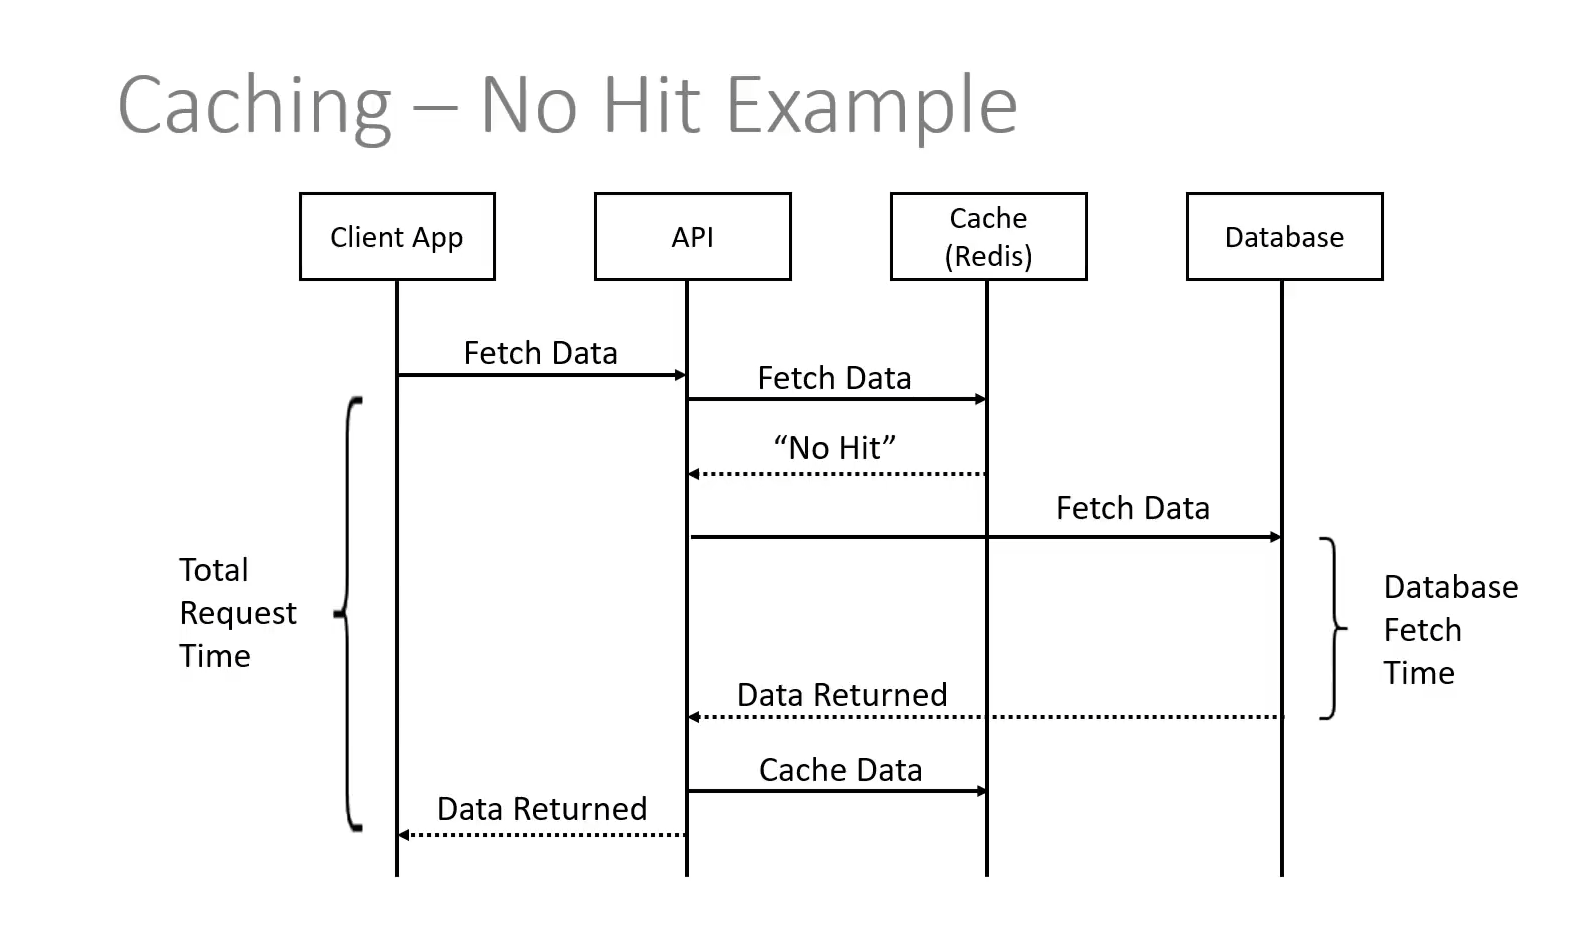 Caching – No Hit Example
Client App
API
Cache
(Redis)
Database
Fetch Data
Fetch Data
“No Hit”
Fetch Data
Total
Request
Time
Database
Fetch
Time
Data Returned
Cache Data
Data Returned